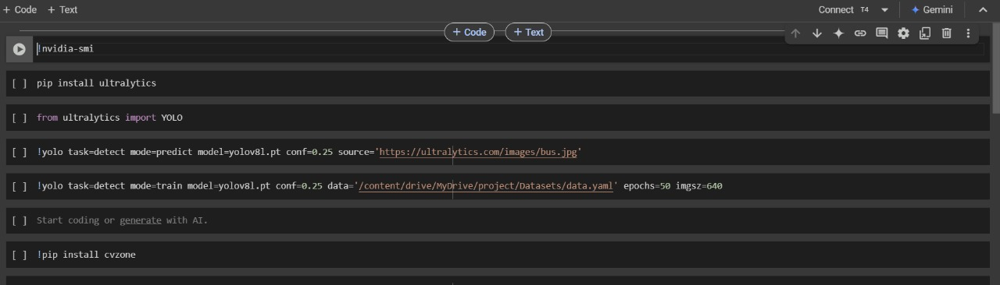 + Code + Text Connect T4 Gemini
+ Code + Text
!nvidia-smi
[ ] pip install ultralytics
[ ] from ultralytics import YOLO
[ ] !yolo task=detect mode=predict model=yolov8l.pt conf=0.25 source='https://ultralytics.com/images/bus.jpg'
[ ] !yolo task=detect mode=train model=yolov8l.pt conf=0.25 data='/content/drive/MyDrive/project/Datasets/data.yaml' epochs=50 imgsz=640
[ ] Start coding or generate with AI.
[ ] !pip install cvzone